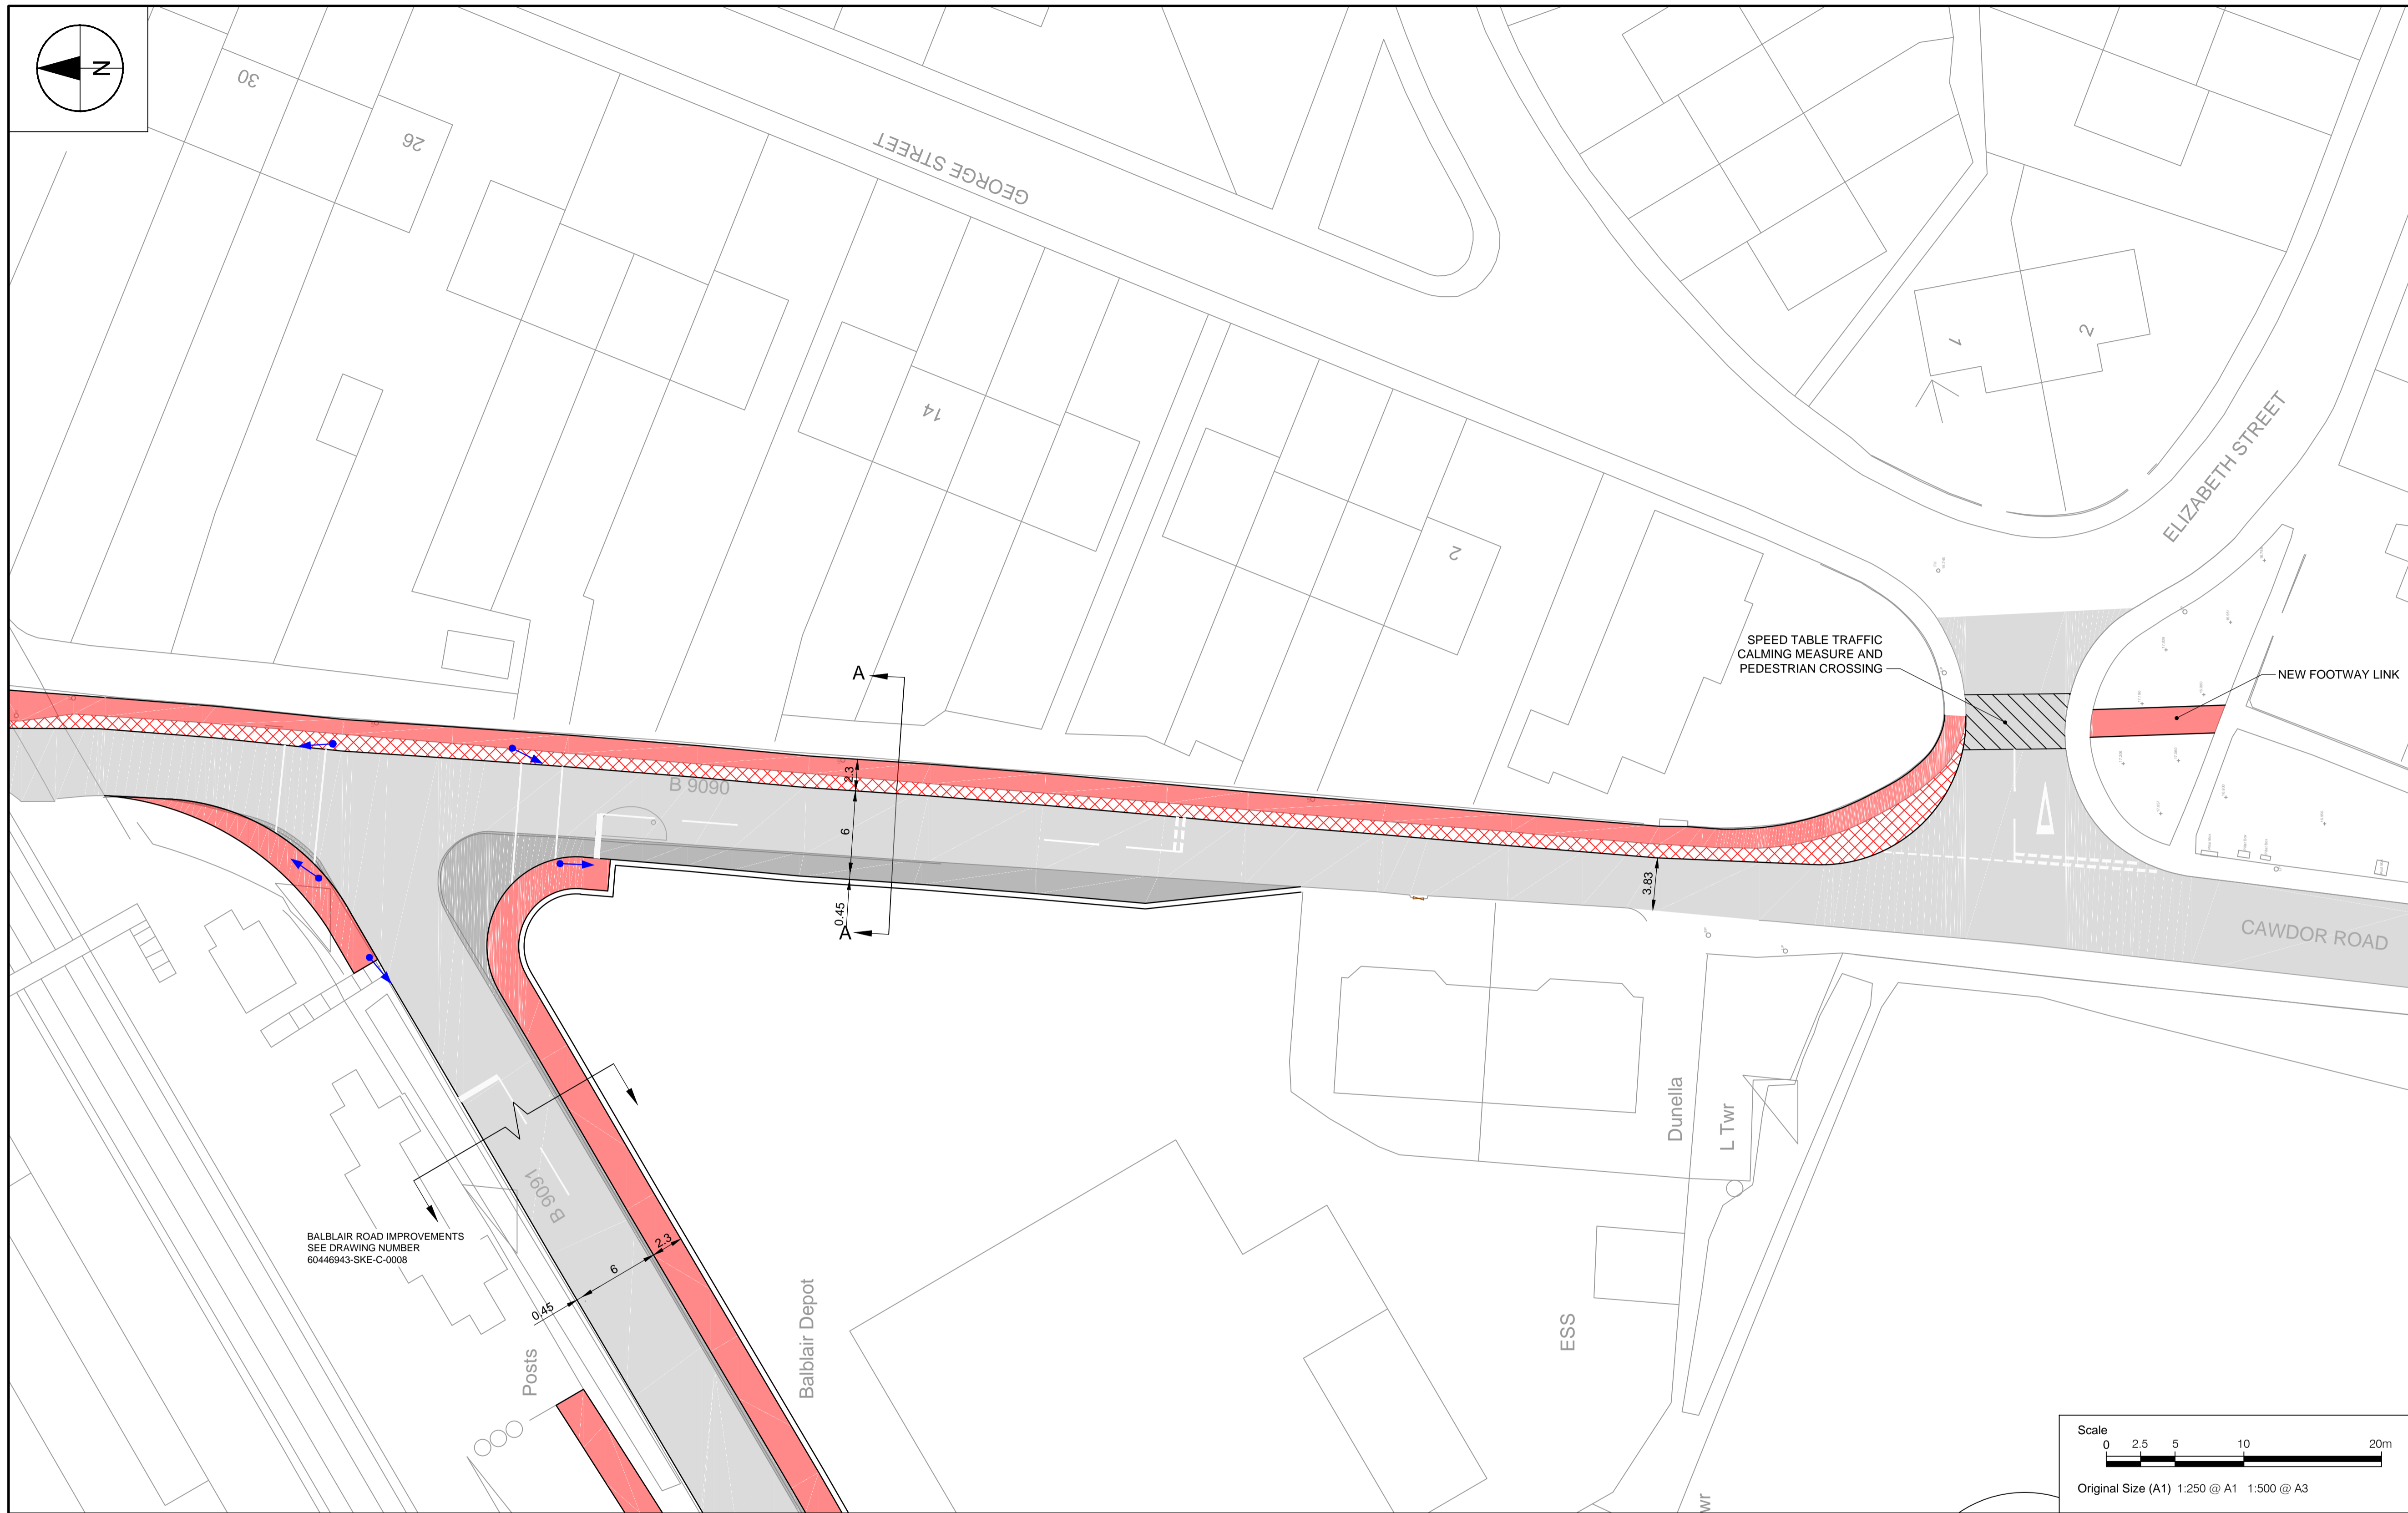 N
30
26
GEORGE STREET
14
2
1
2
ELIZABETH STREET
SPEED TABLE TRAFFIC
CALMING MEASURE AND
PEDESTRIAN CROSSING
NEW FOOTWAY LINK
A
2.3
B 9090
6
0.45
A
3.83
CAWDOR ROAD
BALBLAIR ROAD IMPROVEMENTS
SEE DRAWING NUMBER
60446943-SKE-C-0008
B 9091
2.3
6
0.45
Posts
Balblair Depot
Dunella
L Twr
ESS
wr
Scale
0 2.5 5 10 20m
Original Size (A1) 1:250 @ A1 1:500 @ A3